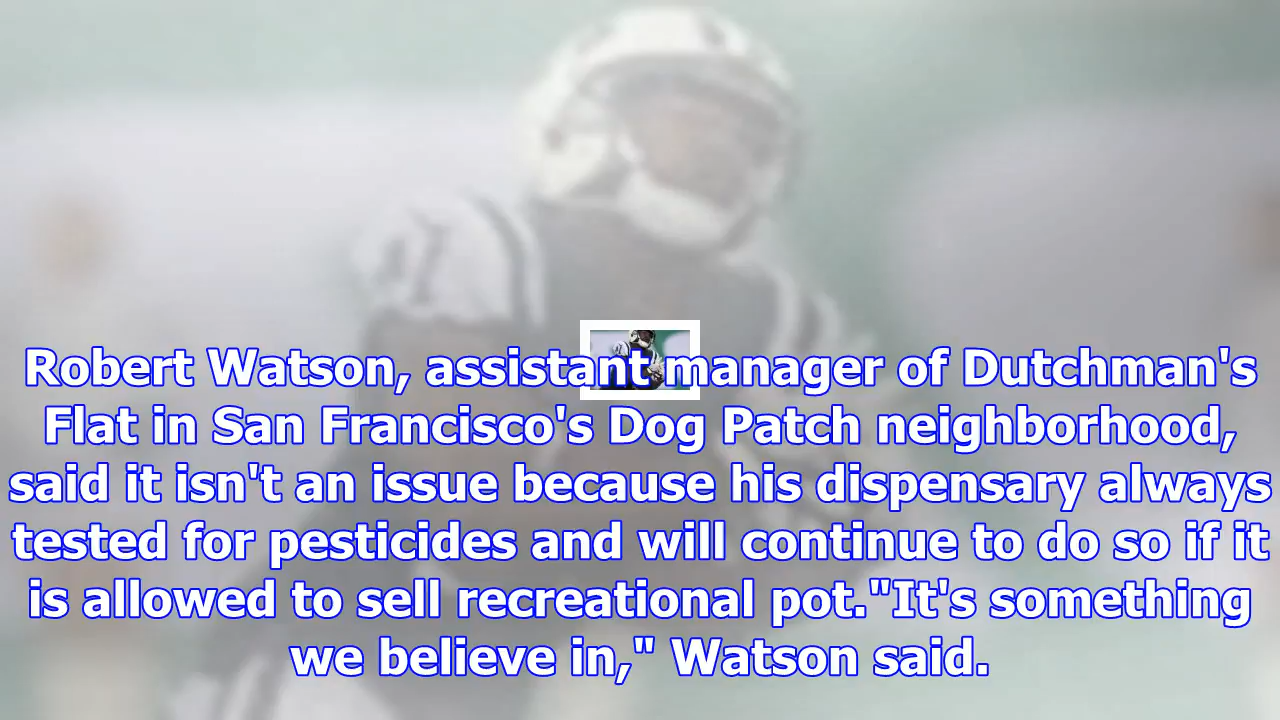 Robert Watson, assistant manager of Dutchman's
Flat in San Francisco's Dog Patch neighborhood,
said it isn't an issue because his dispensary always
tested for pesticides and will continue to do so if it
is allowed to sell recreational pot."It's something
we believe in," Watson said.